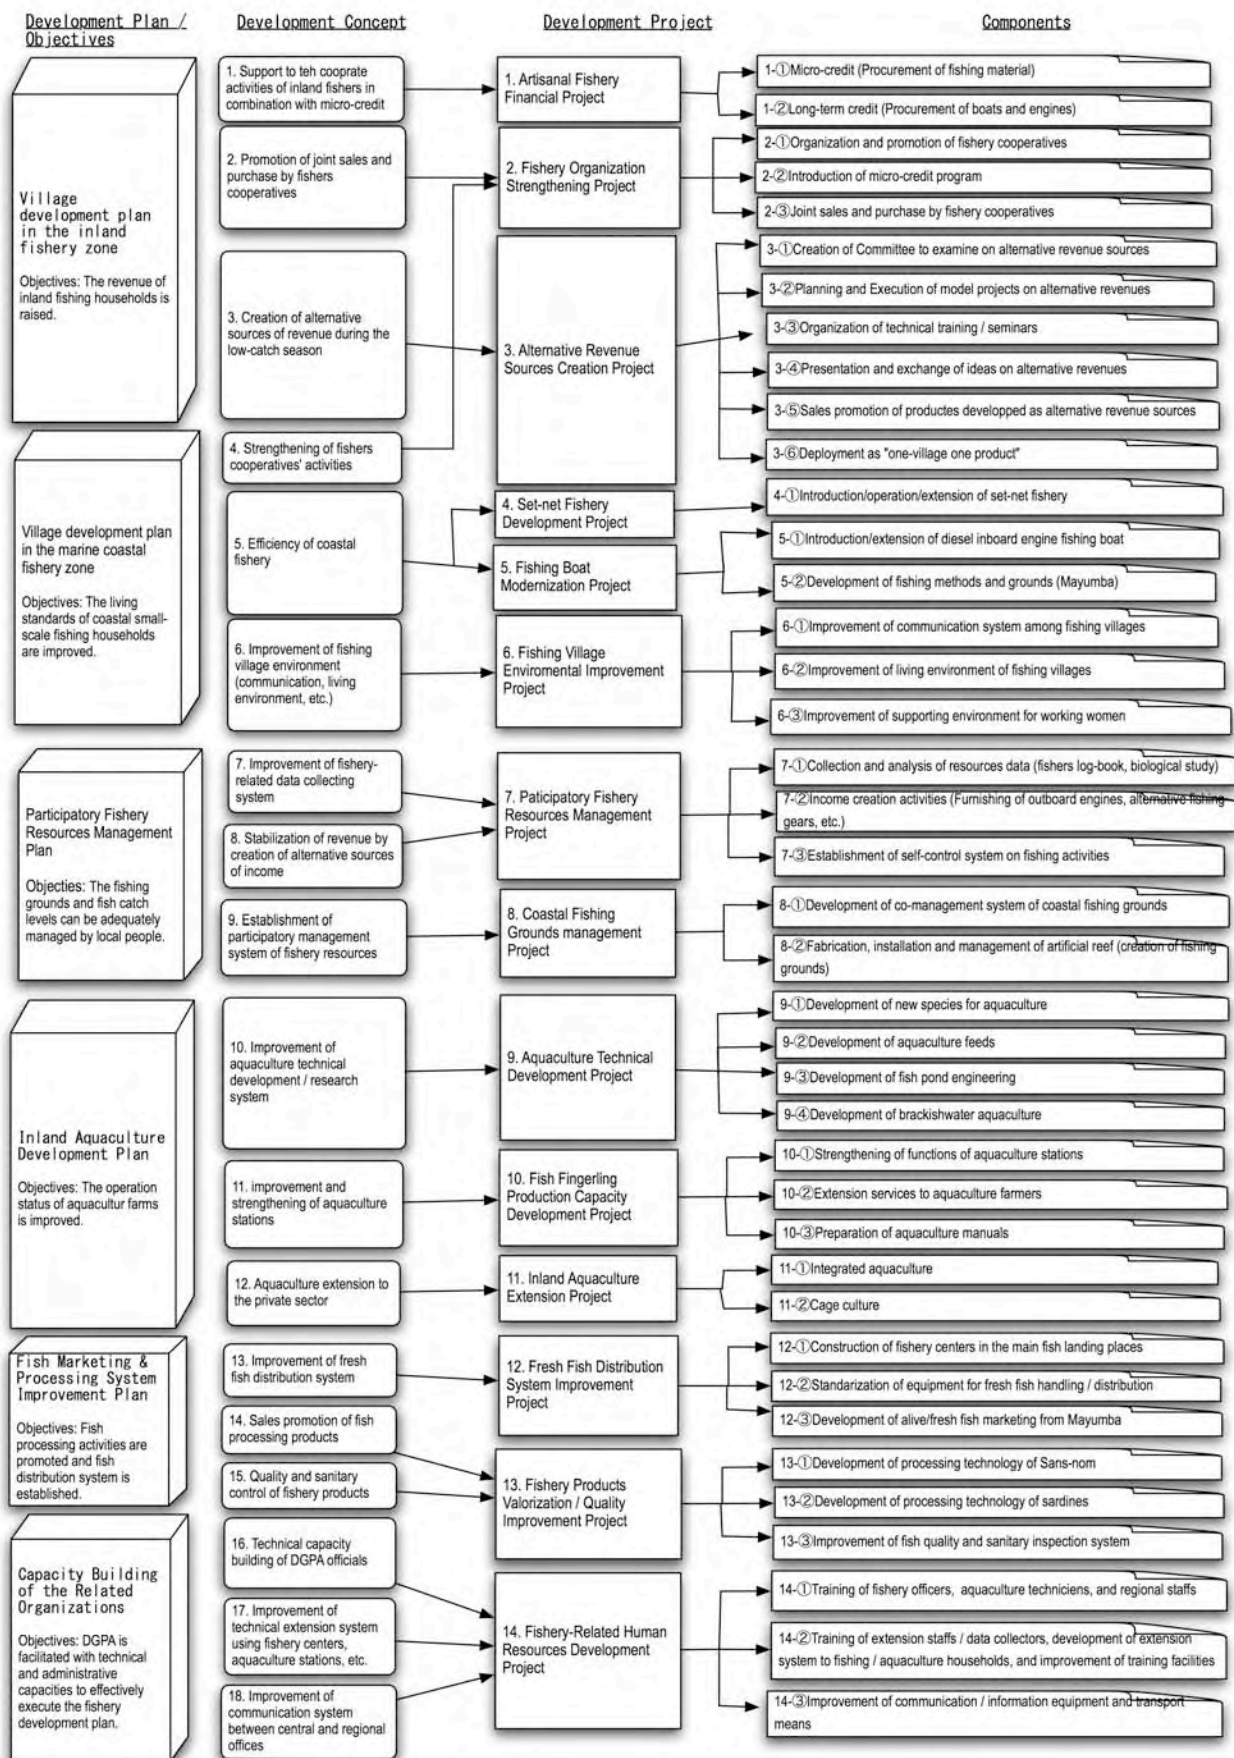 Development Plan /
Objectives
Development Concept
Development Project
Components
Village
development plan
in the inland
fishery zone
Objectives: The revenue of
inland fishing households is
raised.
Village development plan
in the marine coastal
fishery zone
Objectives: The living
standards of coastal small-
scale fishing households
are improved.
Participatory Fishery
Resources Management
Plan
Objecties: The fishing
grounds and fish catch
levels can be adequately
managed by local people.
Inland Aquaculture
Development Plan
Objectives: The operation
status of aquacultur farms
is improved.
Fish Marketing &
Processing System
Improvement Plan
Objectives: Fish
processing activities are
promoted and fish
distribution system is
established.
Capacity Building
of the Related
Organizations
Objectives: DGPA is
facilitated with technical
and administrative
capacities to effectively
execute the fishery
development plan.
1. Support to teh cooprate
activities of inland fishers in
combination with micro-credit
2. Promotion of joint sales and
purchase by fishers
cooperatives
3. Creation of alternative
sources of revenue during the
low-catch season
4. Strengthening of fishers
cooperatives' activities
5. Efficiency of coastal
fishery
6. Improvement of fishing
village environment
(communication, living
environment, etc.)
7. Improvement of fishery-
related data collecting
system
8. Stabilization of revenue by
creation of alternative sources
of income
9. Establishment of
participatory management
system of fishery resources
10. Improvement of
aquaculture technical
development / research
system
11. improvement and
strengthening of aquaculture
stations
12. Aquaculture extension to
the private sector
13. Improvement of fresh
fish distribution system
14. Sales promotion of fish
processing products
15. Quality and sanitary
control of fishery products
16. Technical capacity
building of DGPA officials
17. Improvement of
technical extension system
using fishery centers,
aquaculture stations, etc.
18. Improvement of
communication system
between central and regional
offices
1. Artisanal Fishery
Financial Project
2. Fishery Organization
Strengthening Project
3. Alternative Revenue
Sources Creation Project
4. Set-net Fishery
Development Project
5. Fishing Boat
Modernization Project
6. Fishing Village
Enviromental Improvement
Project
7. Paticipatory Fishery
Resources Management
Project
8. Coastal Fishing
Grounds management
Project
9. Aquaculture Technical
Development Project
10. Fish Fingerling
Production Capacity
Development Project
11. Inland Aquaculture
Extension Project
12. Fresh Fish Distribution
System Improvement
Project
13. Fishery Products
Valorization / Quality
Improvement Project
14. Fishery-Related Human
Resources Development
Project
1-①Micro-credit (Procurement of fishing material)
1-②Long-term credit (Procurement of boats and engines)
2-①Organization and promotion of fishery cooperatives
2-②Introduction of micro-credit program
2-③Joint sales and purchase by fishery cooperatives
3-①Creation of Committee to examine on alternative revenue sources
3-②Planning and Execution of model projects on alternative revenues
3-③Organization of technical training / seminars
3-④Presentation and exchange of ideas on alternative revenues
3-⑤Sales promotion of productes developped as alternative revenue sources
3-⑥Deployment as "one-village one product"
4-①Introduction/operation/extension of set-net fishery
5-①Introduction/extension of diesel inboard engine fishing boat
5-②Development of fishing methods and grounds (Mayumba)
6-①Improvement of communication system among fishing villages
6-②Improvement of living environment of fishing villages
6-③Improvement of supporting environment for working women
7-①Collection and analysis of resources data (fishers log-book, biological study)
7-②Income creation activities (Furnishing of outboard engines, alternative fishing
gears, etc.)
7-③Establishment of self-control system on fishing activities
8-①Development of co-management system of coastal fishing grounds
8-②Fabrication, installation and management of artificial reef (creation of fishing
grounds)
9-①Development of new species for aquaculture
9-②Development of aquaculture feeds
9-③Development of fish pond engineering
9-④Development of brackishwater aquaculture
10-①Strengthening of functions of aquaculture stations
10-②Extension services to aquaculture farmers
10-③Preparation of aquaculture manuals
11-①Integrated aquaculture
11-②Cage culture
12-①Construction of fishery centers in the main fish landing places
12-②Standarization of equipment for fresh fish handling / distribution
12-③Development of alive/fresh fish marketing from Mayumba
13-①Development of processing technology of Sans-nom
13-②Development of processing technology of sardines
13-③Improvement of fish quality and sanitary inspection system
14-①Training of fishery officers, aquaculture techniciens, and regional staffs
14-②Training of extension staffs / data collectors, development of extension
system to fishing / aquaculture households, and improvement of training facilities
14-③Improvement of communication / information equipment and transport
means